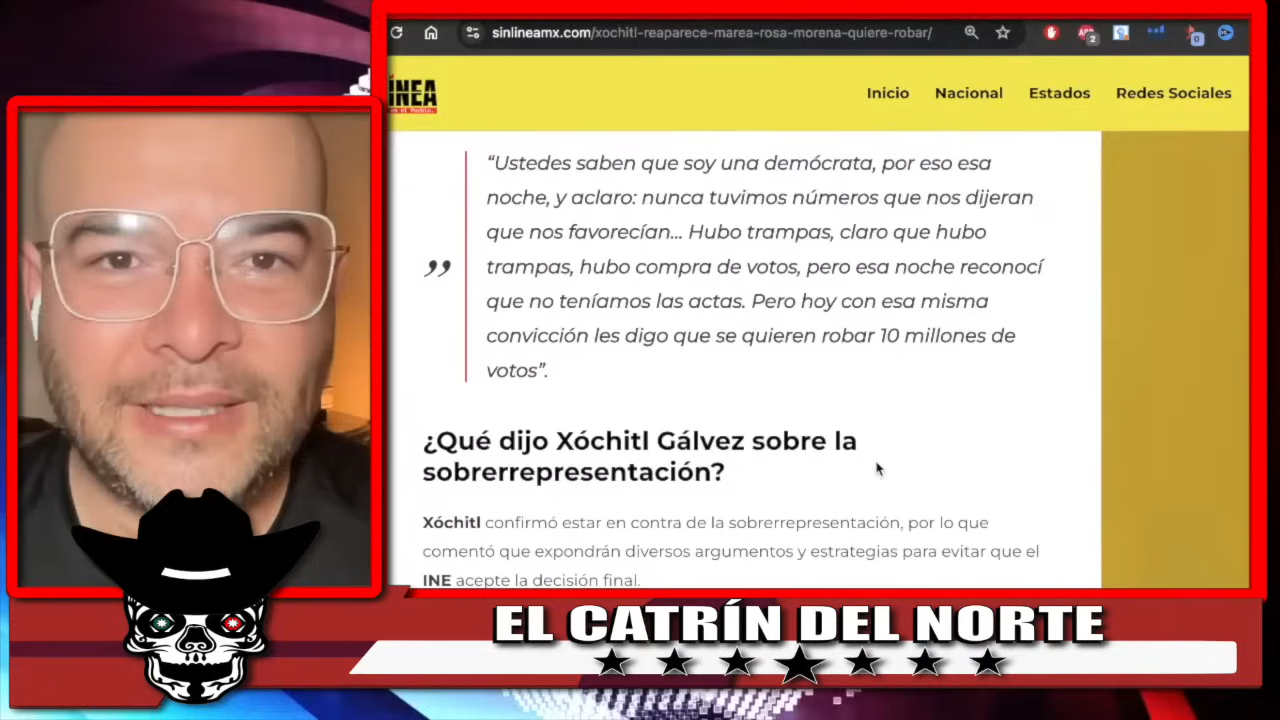 sinlineamx.com/xochitl-reaparece-marea-rosa-morena-quiere-robar/
2
0
ÍNEA
Inicio
Nacional
Estados
Redes Sociales
“Ustedes saben que soy una demócrata, por eso esa
noche, y aclaro: nunca tuvimos números que nos dijeran
que nos favorecían... Hubo trampas, claro que hubo
”
trampas, hubo compra de votos, pero esa noche reconocí
que no teníamos las actas. Pero hoy con esa misma
convicción les digo que se quieren robar 10 millones de
votos”.
¿Qué dijo Xóchitl Gálvez sobre la
sobrerrepresentación?
Xóchitl confirmó estar en contra de la sobrerrepresentación, por lo que
comentó que expondrán diversos argumentos y estrategias para evitar que el
INE acepte la decisión final.
EL CATRÍN DEL NORTE